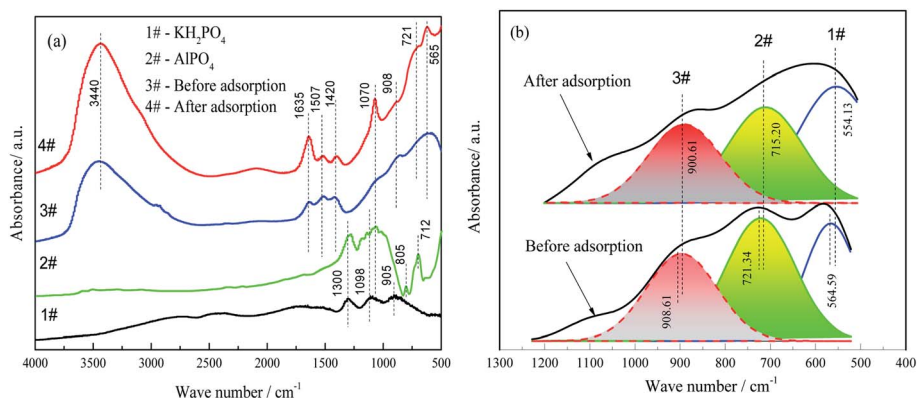 (a)
1# - KH₂PO₄
2# - AlPO₄
3# - Before adsorption
4# - After adsorption
3440
1635
1507
1420
1070
908
721
565
4#
3#
2#
1#
1300
1098
905
805
712
Absorbance/ a.u.
4000 3500 3000 2500 2000 1500 1000 500
Wave number / cm⁻¹
(b)
1#
2#
3#
After adsorption
900.61
715.20
554.13
Before adsorption
908.61
721.34
564.59
Absorbance/ a.u.
1300 1200 1100 1000 900 800 700 600 500 400
Wave number / cm⁻¹